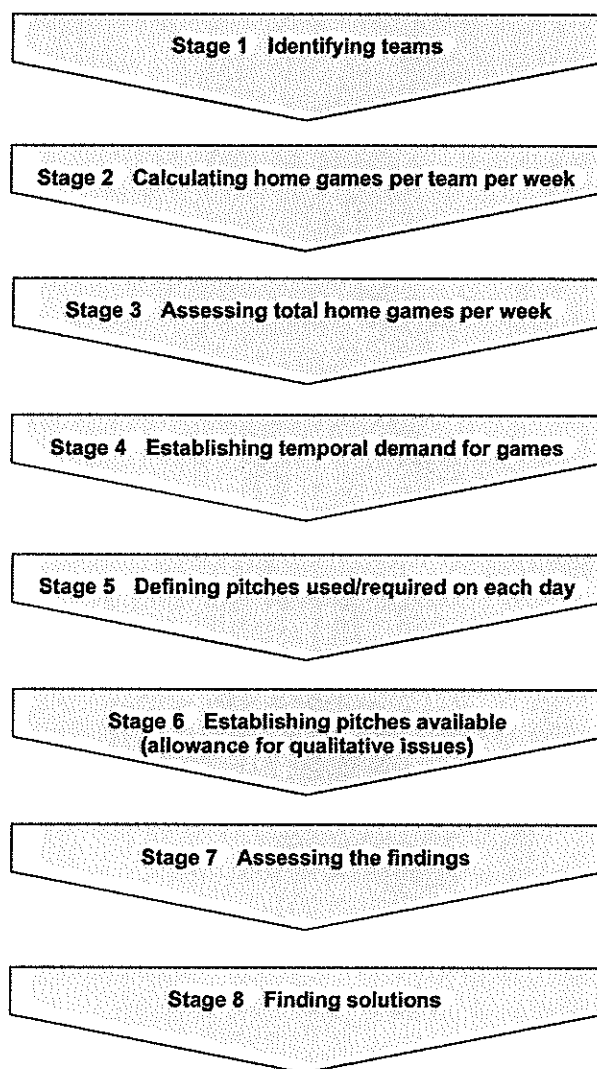 Stage 1 Identifying teams
Stage 2 Calculating home games per team per week
Stage 3 Assessing total home games per week
Stage 4 Establishing temporal demand for games
Stage 5 Defining pitches used/required on each day
Stage 6 Establishing pitches available
(allowance for qualitative issues)
Stage 7 Assessing the findings
Stage 8 Finding solutions